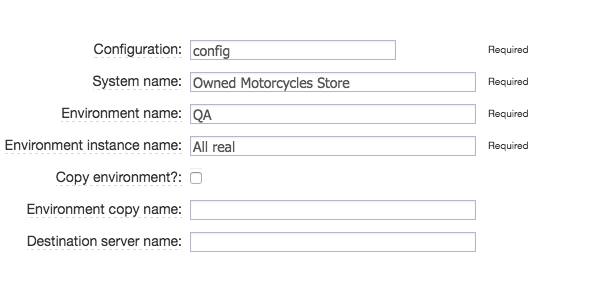 Configuration: config Required
System name: Owned Motorcycles Store Required
Environment name: QA Required
Environment instance name: All real Required
Copy environment?:
Environment copy name:
Destination server name: